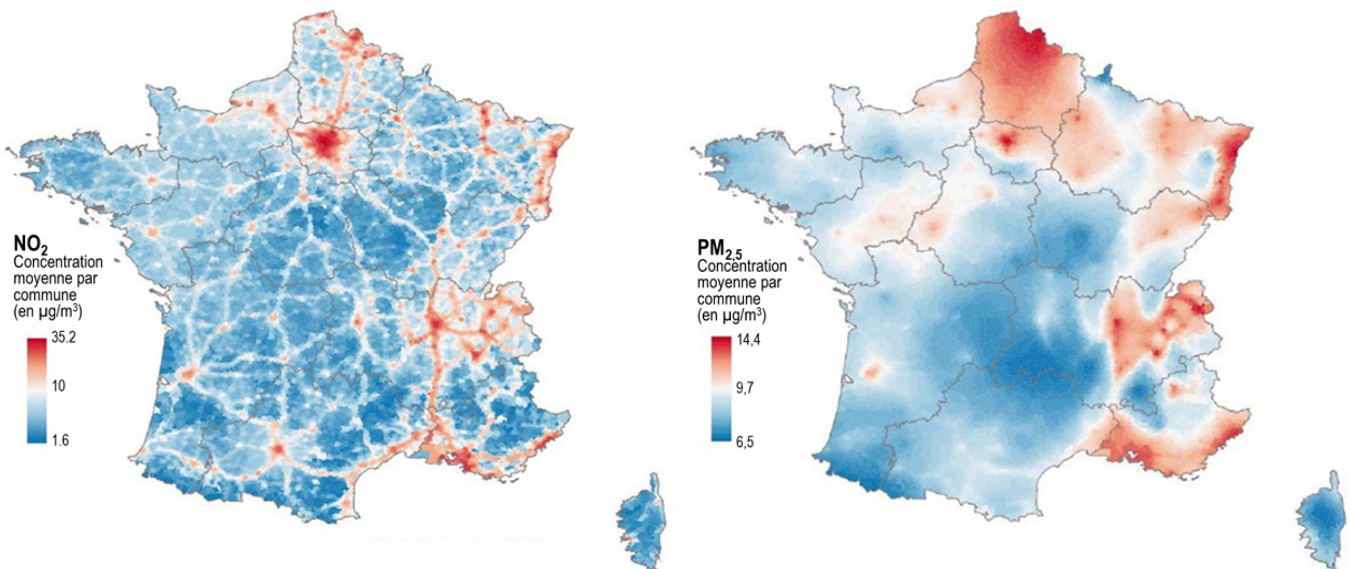 NO₂
Concentration
moyenne par
commune
(en µg/m³)
35.2
10
1.6
PM₂,₅
Concentration
moyenne par
commune
(en µg/m³)
14,4
9,7
6,5